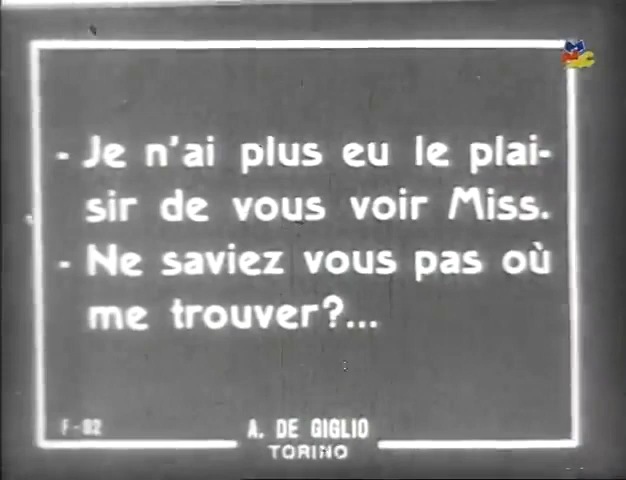 - Je n'ai plus eu le plai-
sir de vous voir Miss.
- Ne saviez vous pas où
me trouver?...
F-82
A. DE GIGLIO
TORINO